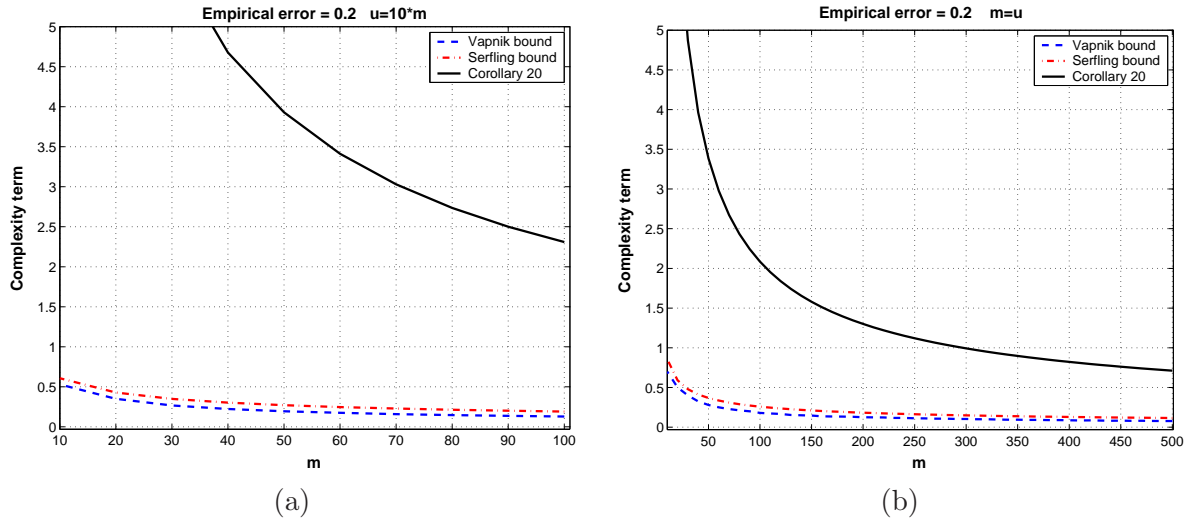 Empirical error = 0.2 u=10*m
5
4.5
4
3.5
3
2.5
2
1.5
1
0.5
0
Complexity term
Vapnik bound
Serfling bound
Corollary 20
10 20 30 40 50 60 70 80 90 100
m
(a)
Empirical error = 0.2 m=u
5
4.5
4
3.5
3
2.5
2
1.5
1
0.5
0
Complexity term
Vapnik bound
Serfling bound
Corollary 20
50 100 150 200 250 300 350 400 450 500
m
(b)